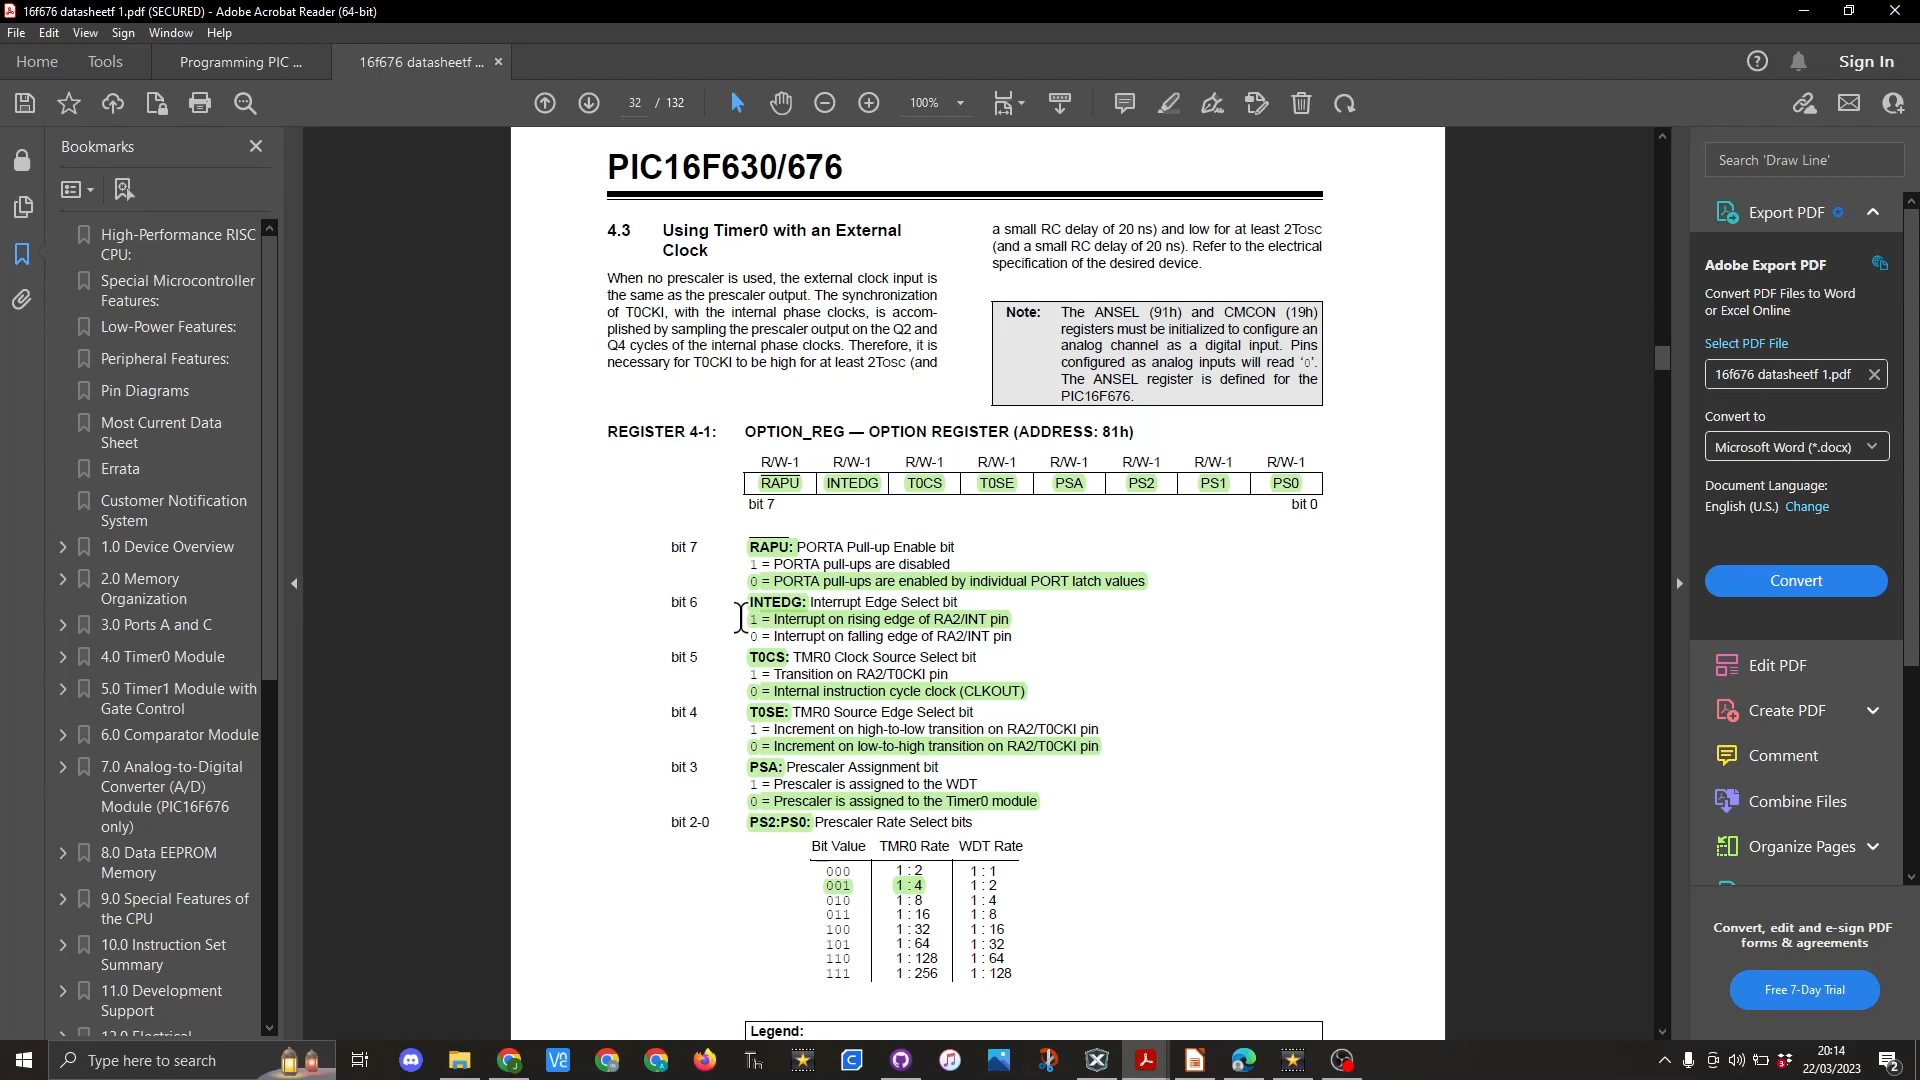 16f676 datasheetf 1.pdf (SECURED) - Adobe Acrobat Reader (64-bit)
File Edit View Sign Window Help
Home Tools Programming PIC ... 16f676 datasheetf ... Sign In
32 / 132 100%
Bookmarks
High-Performance RISC
CPU:
Special Microcontroller
Features:
Low-Power Features:
Peripheral Features:
Pin Diagrams
Most Current Data
Sheet
Errata
Customer Notification
System
1.0 Device Overview
2.0 Memory
Organization
3.0 Ports A and C
4.0 Timer0 Module
5.0 Timer1 Module with
Gate Control
6.0 Comparator Module
7.0 Analog-to-Digital
Converter (A/D)
Module (PIC16F676
only)
8.0 Data EEPROM
Memory
9.0 Special Features of
the CPU
10.0 Instruction Set
Summary
11.0 Development
Support
12.0 Electrical
PIC16F630/676
4.3 Using Timer0 with an External
Clock
When no prescaler is used, the external clock input is
the same as the prescaler output. The synchronization
of T0CKI, with the internal phase clocks, is accom-
plished by sampling the prescaler output on the Q2 and
Q4 cycles of the internal phase clocks. Therefore, it is
necessary for T0CKI to be high for at least 2TOSC (and
a small RC delay of 20 ns) and low for at least 2TOSC
(and a small RC delay of 20 ns). Refer to the electrical
specification of the desired device.
Note: The ANSEL (91h) and CMCON (19h)
registers must be initialized to configure an
analog channel as a digital input. Pins
configured as analog inputs will read ‘0’.
The ANSEL register is defined for the
PIC16F676.
REGISTER 4-1: OPTION_REG — OPTION REGISTER (ADDRESS: 81h)
R/W-1 R/W-1 R/W-1 R/W-1 R/W-1 R/W-1 R/W-1 R/W-1
RAPU INTEDG T0CS T0SE PSA PS2 PS1 PS0
bit 7 bit 0
bit 7 RAPU: PORTA Pull-up Enable bit
1 = PORTA pull-ups are disabled
0 = PORTA pull-ups are enabled by individual PORT latch values
bit 6 INTEDG: Interrupt Edge Select bit
1 = Interrupt on rising edge of RA2/INT pin
0 = Interrupt on falling edge of RA2/INT pin
bit 5 T0CS: TMR0 Clock Source Select bit
1 = Transition on RA2/T0CKI pin
0 = Internal instruction cycle clock (CLKOUT)
bit 4 T0SE: TMR0 Source Edge Select bit
1 = Increment on high-to-low transition on RA2/T0CKI pin
0 = Increment on low-to-high transition on RA2/T0CKI pin
bit 3 PSA: Prescaler Assignment bit
1 = Prescaler is assigned to the WDT
0 = Prescaler is assigned to the Timer0 module
bit 2-0 PS2:PS0: Prescaler Rate Select bits
Bit Value TMR0 Rate WDT Rate
000 1 : 2 1 : 1
001 1 : 4 1 : 2
010 1 : 8 1 : 4
011 1 : 16 1 : 8
100 1 : 32 1 : 16
101 1 : 64 1 : 32
110 1 : 128 1 : 64
111 1 : 256 1 : 128
Legend:
Search 'Draw Line'
Export PDF
Adobe Export PDF
Convert PDF Files to Word
or Excel Online
Select PDF File
16f676 datasheetf 1.pdf
Convert to
Microsoft Word (*.docx)
Document Language:
English (U.S.) Change
Convert
Edit PDF
Create PDF
Comment
Combine Files
Organize Pages
Convert, edit and e-sign PDF
forms & agreements
Free 7-Day Trial
Type here to search
20:14
22/03/2023
2